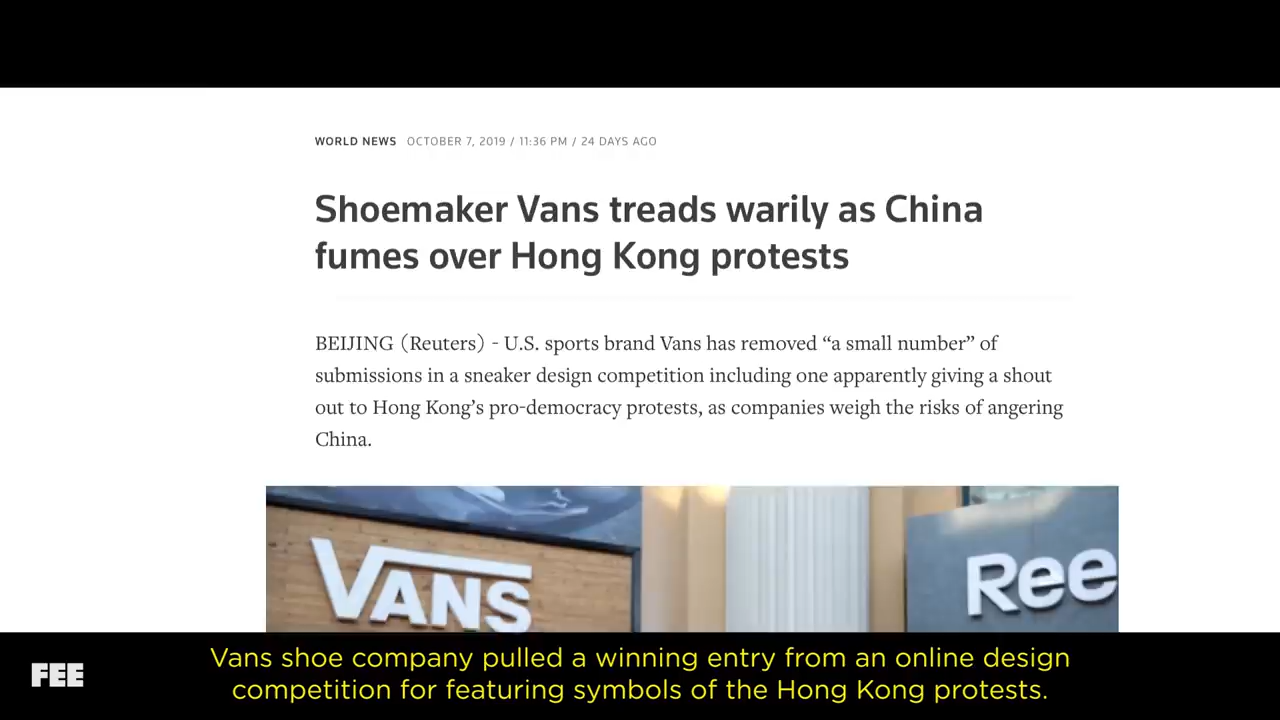 WORLD NEWS OCTOBER 7, 2019 / 11:36 PM / 24 DAYS AGO
Shoemaker Vans treads warily as China
fumes over Hong Kong protests
BEIJING (Reuters) - U.S. sports brand Vans has removed “a small number” of
submissions in a sneaker design competition including one apparently giving a shout
out to Hong Kong’s pro-democracy protests, as companies weigh the risks of angering
China.
VANS
Ree
FEE
Vans shoe company pulled a winning entry from an online design
competition for featuring symbols of the Hong Kong protests.